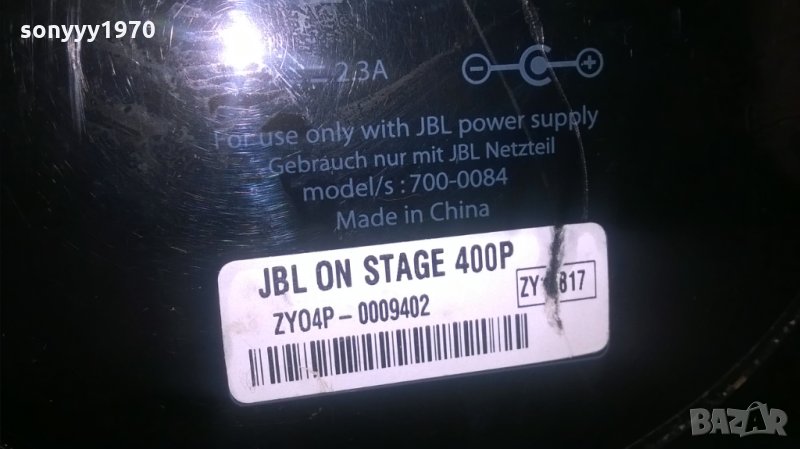 sonyyy1970
2.3A
For use only with JBL power supply
Gebrauch nur mit JBL Netzteil
model/s : 700-0084
Made in China
JBL ON STAGE 400P
ZY04P-0009402
BAZAR